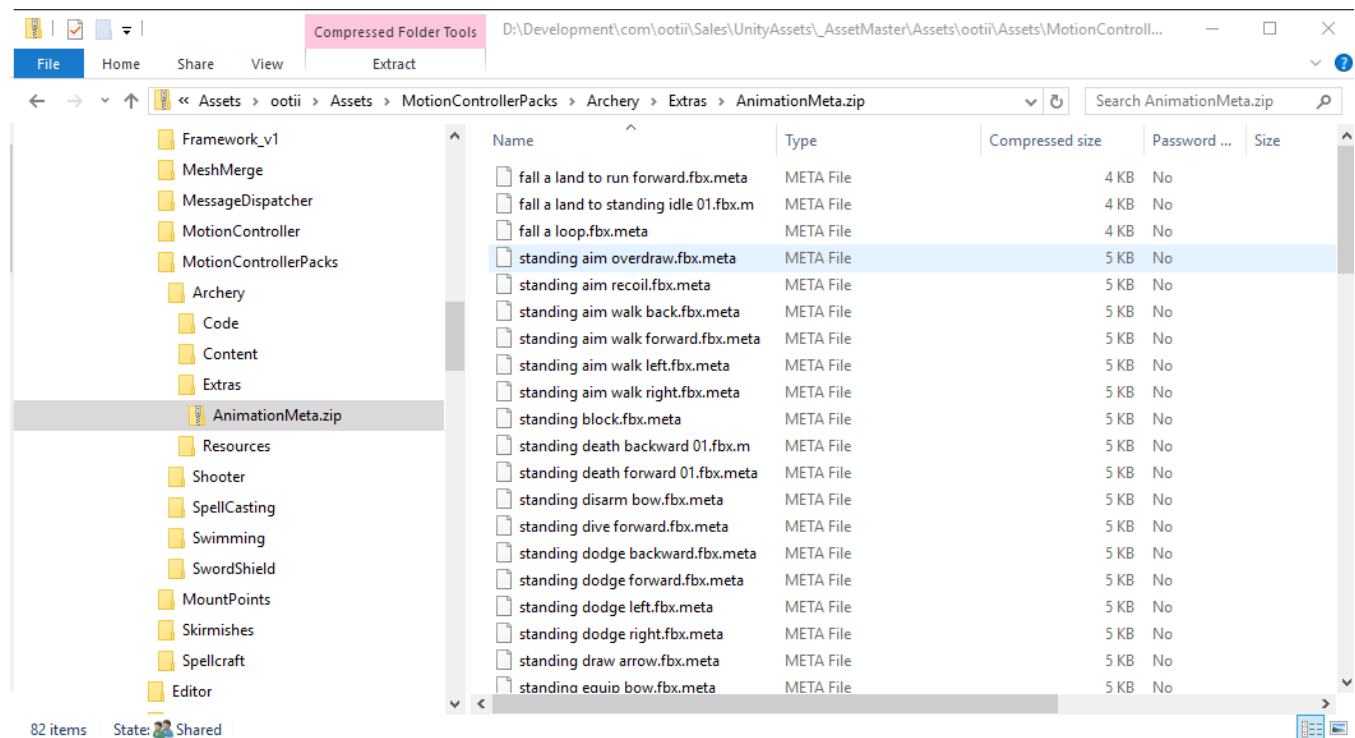 Compressed Folder Tools
D:\Development\com\ootii\Sales\UnityAssets\_AssetMaster\Assets\ootii\Assets\MotionControll...
File Home Share View Extract
« Assets > ootii > Assets > MotionControllerPacks > Archery > Extras > AnimationMeta.zip
Search AnimationMeta.zip
Framework_v1
MeshMerge
MessageDispatcher
MotionController
MotionControllerPacks
Archery
Code
Content
Extras
AnimationMeta.zip
Resources
Shooter
SpellCasting
Swimming
SwordShield
MountPoints
Skirmishes
Spellcraft
Editor
Name Type Compressed size Password ... Size
fall a land to run forward.fbx.meta META File 4 KB No
fall a land to standing idle 01.fbx.m META File 4 KB No
fall a loop.fbx.meta META File 4 KB No
standing aim overdraw.fbx.meta META File 5 KB No
standing aim recoil.fbx.meta META File 5 KB No
standing aim walk back.fbx.meta META File 5 KB No
standing aim walk forward.fbx.meta META File 5 KB No
standing aim walk left.fbx.meta META File 5 KB No
standing aim walk right.fbx.meta META File 5 KB No
standing block.fbx.meta META File 5 KB No
standing death backward 01.fbx.m META File 5 KB No
standing death forward 01.fbx.meta META File 5 KB No
standing disarm bow.fbx.meta META File 5 KB No
standing dive forward.fbx.meta META File 5 KB No
standing dodge backward.fbx.meta META File 5 KB No
standing dodge forward.fbx.meta META File 5 KB No
standing dodge left.fbx.meta META File 5 KB No
standing dodge right.fbx.meta META File 5 KB No
standing draw arrow.fbx.meta META File 5 KB No
standing equip bow.fbx.meta META File 5 KB No
82 items State: Shared